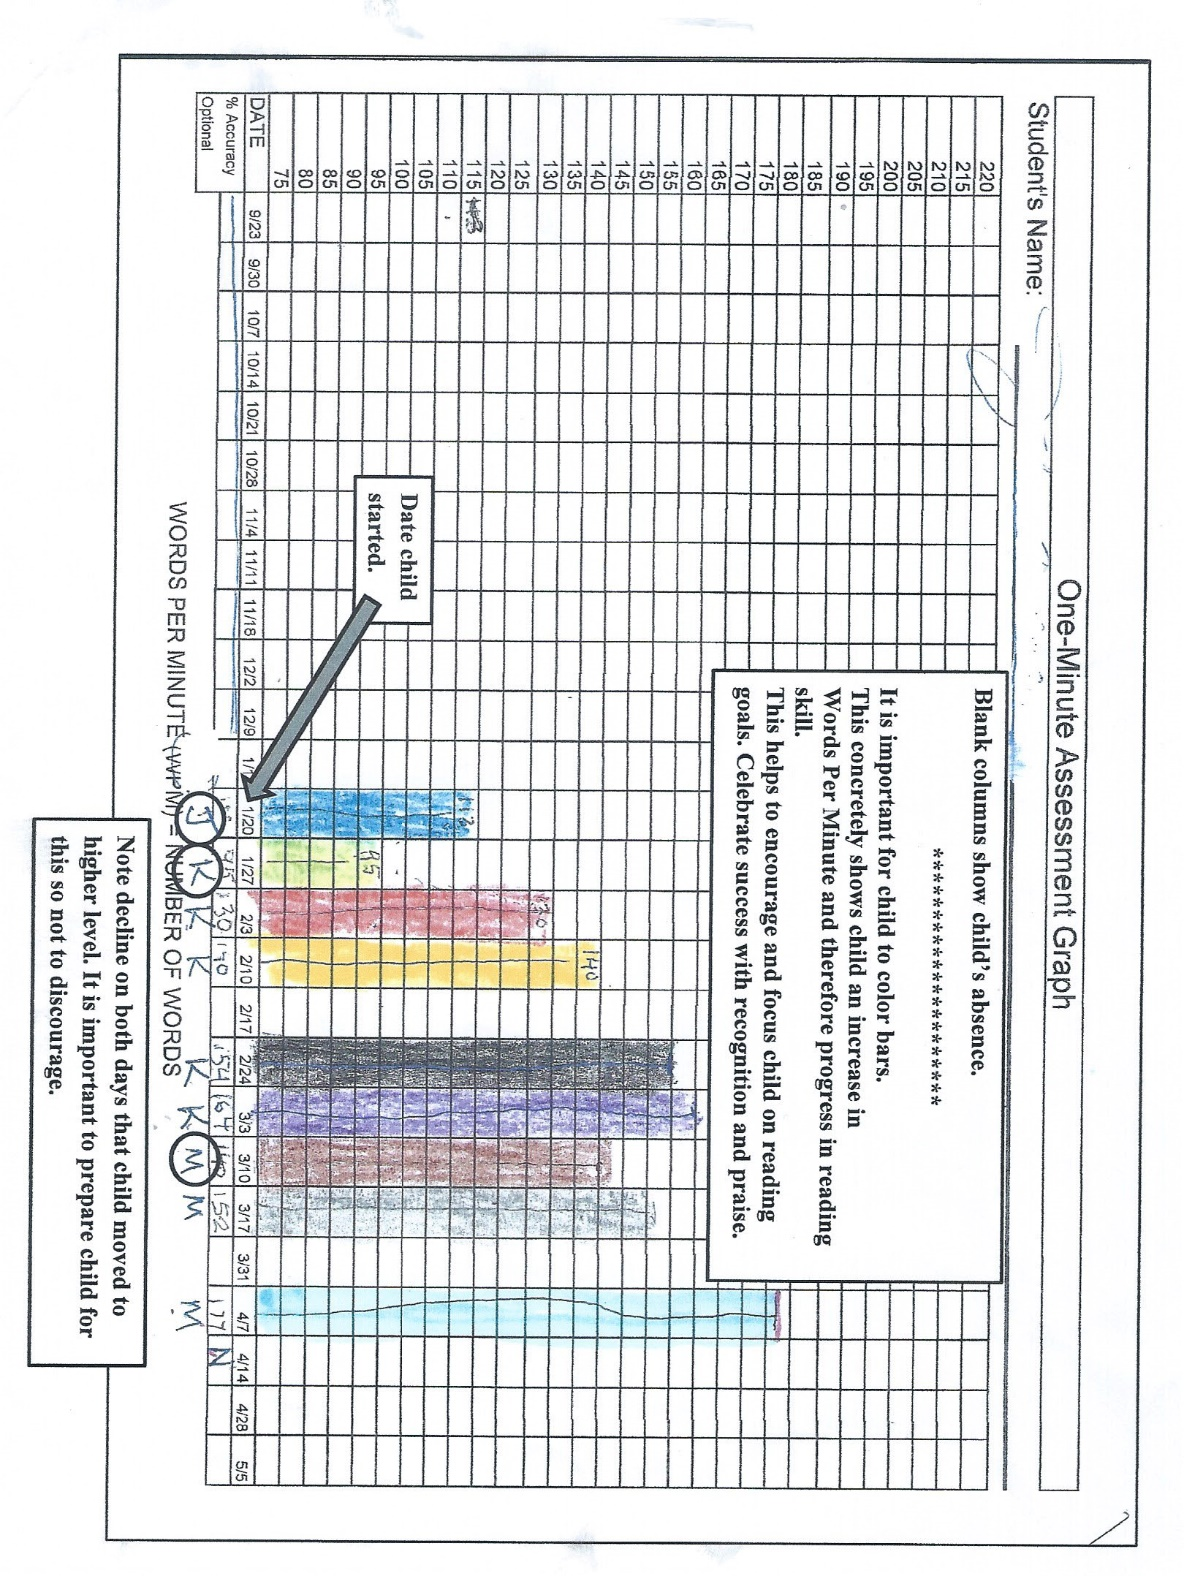 One-Minute Assessment Graph
Student's Name:
Blank columns show child's absence.
**********************
It is important for child to color bars.
This concretely shows child an increase in
Words Per Minute and therefore progress in reading
skill.
This helps to encourage and focus child on reading
goals. Celebrate success with recognition and praise.
220
215
210
205
200
195
190
185
180
175
170
165
160
155
150
145
140
135
130
125
120
115
110
105
100
95
90
85
80
75
Date child
started.
113
95
130
140
DATE 9/23 9/30 10/7 10/14 10/21 10/28 11/4 11/11 11/18 12/2 12/9 1/20 1/27 2/3 2/10 2/17 2/24 3/3 3/10 3/17 3/31 4/7 4/14 4/28 5/5
% Accuracy
Optional
95 130 140 154 164 140 152 177 N
J K K K K K M M M
WORDS PER MINUTE (WPM) = NUMBER OF WORDS
Note decline on both days that child moved to
higher level. It is important to prepare child for
this so not to discourage.